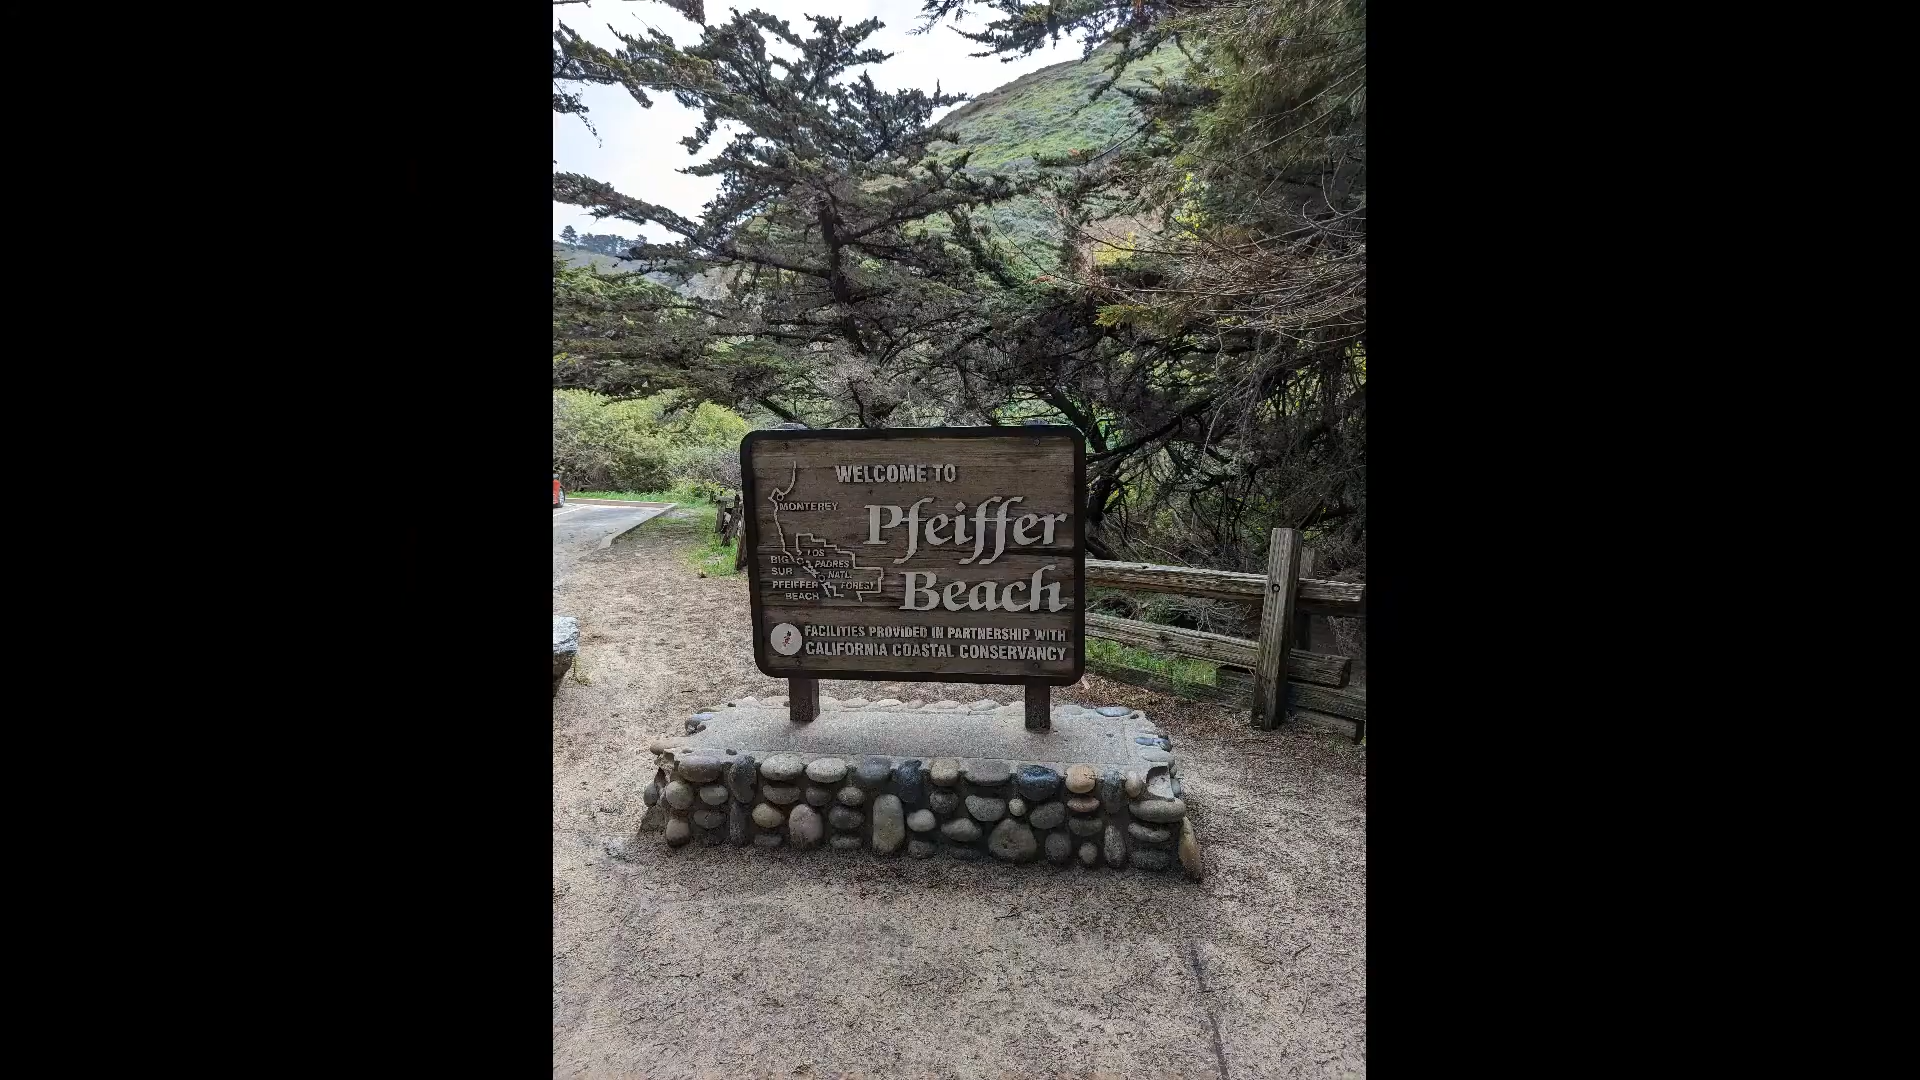 WELCOME TO
Pfeiffer
Beach
MONTEREY
LOS
PADRES
NATL.
FOREST
BIG
SUR
PFEIFFER
BEACH
FACILITIES PROVIDED IN PARTNERSHIP WITH
CALIFORNIA COASTAL CONSERVANCY